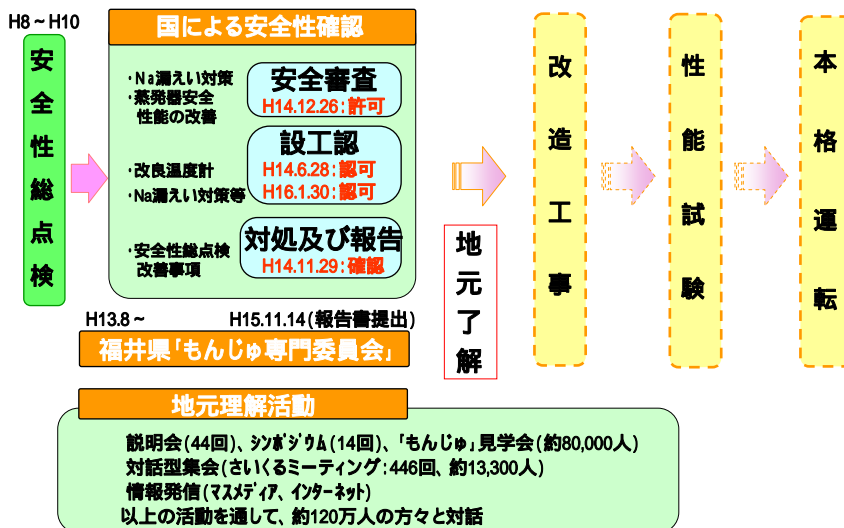 H8～H10
安全性総点検
国による安全性確認
・Na漏えい対策
・蒸発器安全
性能の改善
安全審査
H14.12.26：許可
・改良温度計
・Na漏えい対策等
設工認
H14.6.28：認可
H16.1.30：認可
・安全性総点検
改善事項
対処及び報告
H14.11.29：確認
H13.8～
H15.11.14(報告書提出)
福井県「もんじゅ専門委員会」
地元了解
改造工事
性能試験
本格運転
地元理解活動
説明会(44回)、ｼﾝﾎﾟｼﾞｳﾑ(14回)、「もんじゅ」見学会(約80,000人)
対話型集会(さいくるミーティング：446回、約13,300人)
情報発信(ﾏｽﾒﾃﾞｨｱ、ｲﾝﾀｰﾈｯﾄ)
以上の活動を通して、約120万人の方々と対話